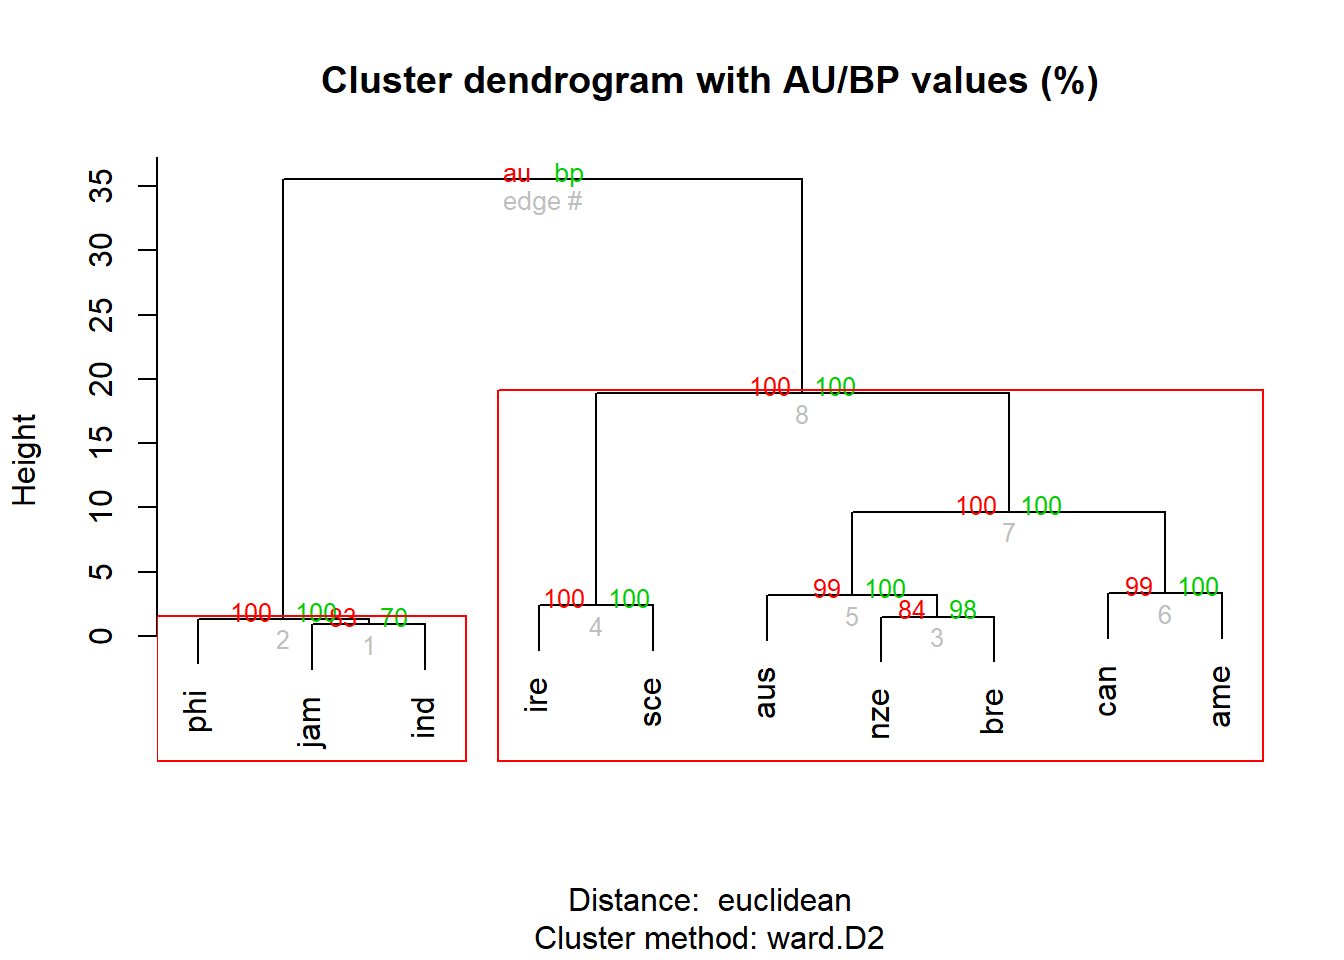 Cluster dendrogram with AU/BP values (%)
au bp
edge #
35
30
25
20
15
10
5
0
Height
100 100
8
100 100
7
100 100
2
70
1
100 100
4
99 100
5
84 98
3
99 100
6
phi
jam
ind
ire
sce
aus
nze
bre
can
ame
Distance: euclidean
Cluster method: ward.D2